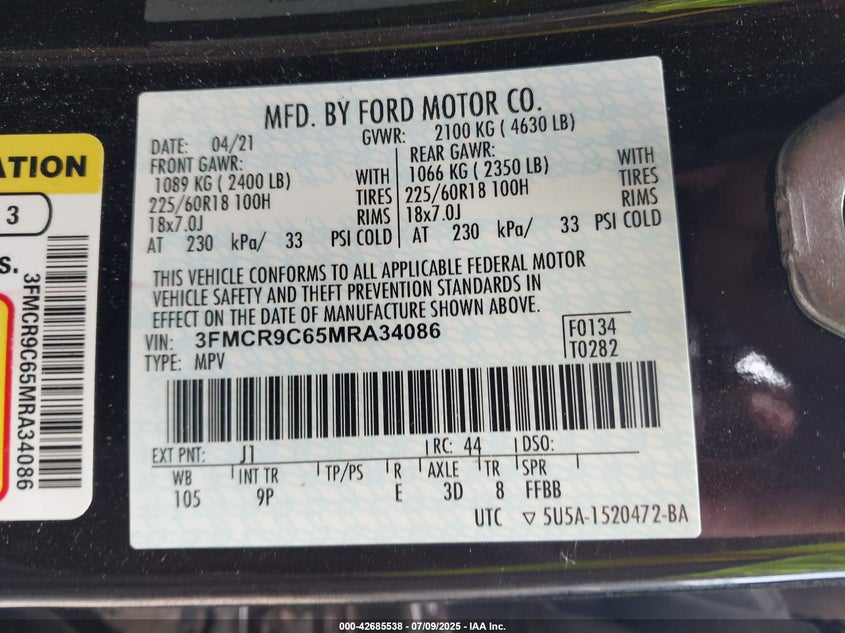 MFD. BY FORD MOTOR CO.
DATE: 04/21 GVWR: 2100 KG ( 4630 LB)
FRONT GAWR: REAR GAWR:
1089 KG ( 2400 LB) WITH 1066 KG ( 2350 LB) WITH
225/60R18 100H TIRES 225/60R18 100H TIRES
18x7.0J RIMS 18x7.0J RIMS
AT 230 kPa/ 33 PSI COLD AT 230 kPa/ 33 PSI COLD
THIS VEHICLE CONFORMS TO ALL APPLICABLE FEDERAL MOTOR
VEHICLE SAFETY AND THEFT PREVENTION STANDARDS IN
EFFECT ON THE DATE OF MANUFACTURE SHOWN ABOVE.
VIN: 3FMCR9C65MRA34086 F0134
TYPE: MPV T0282
EXT PNT: J1 RC: 44 DSO:
WB INT TR TP/PS R AXLE TR SPR
105 9P E 3D 8 FFBB
UTC ▽ 5U5A-1520472-BA
ATION
3
S.
3FMCR9C65MRA34086
000-42685538 - 07/09/2025 - IAA Inc.